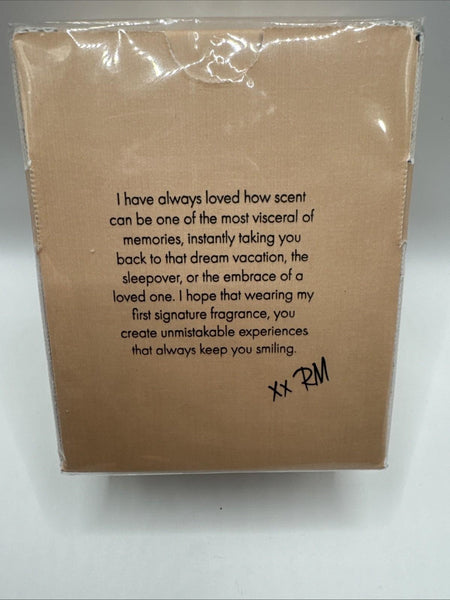 I have always loved how scent
can be one of the most visceral of
memories, instantly taking you
back to that dream vacation, the
sleepover, or the embrace of a
loved one. I hope that wearing my
first signature fragrance, you
create unmistakable experiences
that always keep you smiling.
xx RM